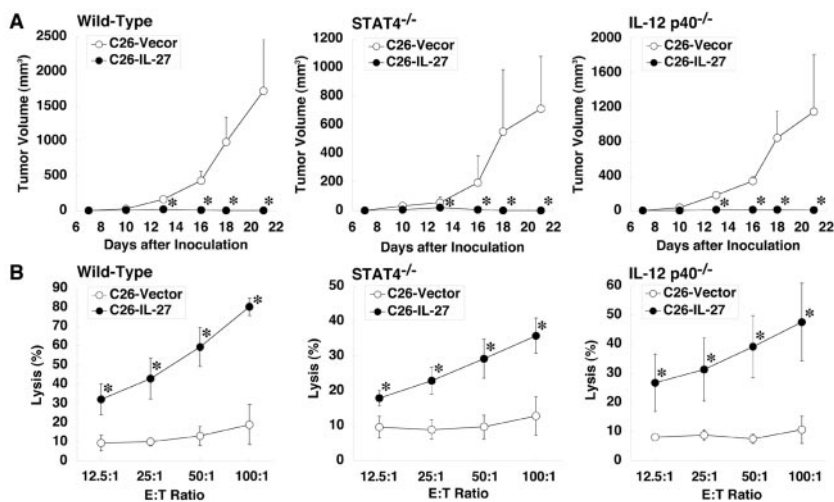 A
Wild-Type
C26-Vecor
C26-IL-27
Tumor Volume (mm³)
2000
1500
1000
500
0
6 8 10 12 14 16 18 20 22
Days after Inoculation
* * * *
STAT4-/-
C26-Vecor
C26-IL-27
Tumor Volume (mm³)
1200
1000
800
600
400
200
0
6 8 10 12 14 16 18 20 22
Days after Inoculation
* * * *
IL-12 p40-/-
C26-Vecor
C26-IL-27
Tumor Volume (mm³)
2000
1600
1200
800
400
0
6 8 10 12 14 16 18 20 22
Days after Inoculation
* * * *
B
Wild-Type
C26-Vector
C26-IL-27
Lysis (%)
90
80
70
60
50
40
30
20
10
0
12.5:1 25:1 50:1 100:1
E:T Ratio
* * * *
STAT4-/-
C26-Vector
C26-IL-27
Lysis (%)
50
40
30
20
10
0
12.5:1 25:1 50:1 100:1
E:T Ratio
* * * *
IL-12 p40-/-
C26-Vector
C26-IL-27
Lysis (%)
60
50
40
30
20
10
0
12.5:1 25:1 50:1 100:1
E:T Ratio
* * * *